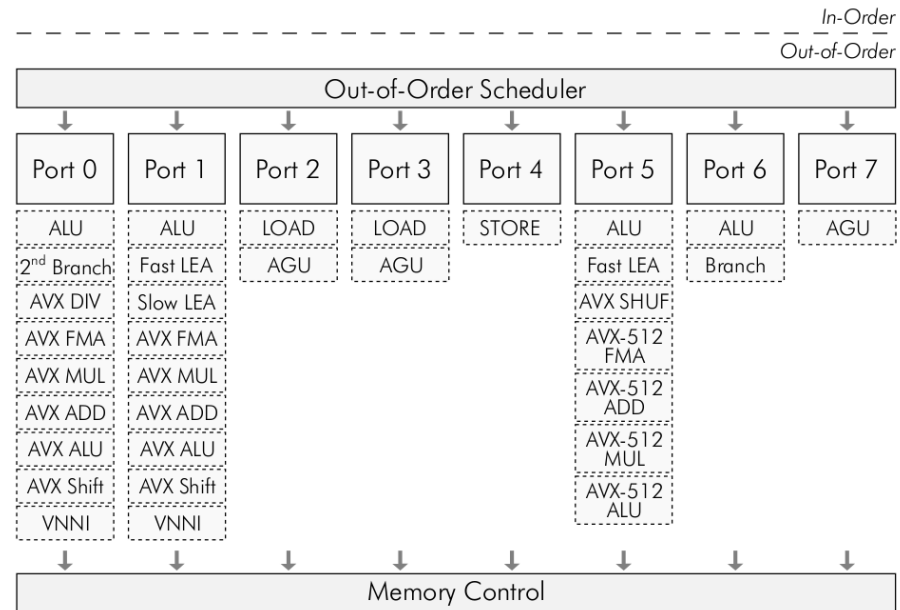 In-Order
Out-of-Order
Out-of-Order Scheduler
Port 0
Port 1
Port 2
Port 3
Port 4
Port 5
Port 6
Port 7
ALU
2nd Branch
AVX DIV
AVX FMA
AVX MUL
AVX ADD
AVX ALU
AVX Shift
VNNI
ALU
Fast LEA
Slow LEA
AVX FMA
AVX MUL
AVX ADD
AVX ALU
AVX Shift
VNNI
LOAD
AGU
LOAD
AGU
STORE
ALU
Fast LEA
AVX SHUF
AVX-512
FMA
AVX-512
ADD
AVX-512
MUL
AVX-512
ALU
ALU
Branch
AGU
Memory Control